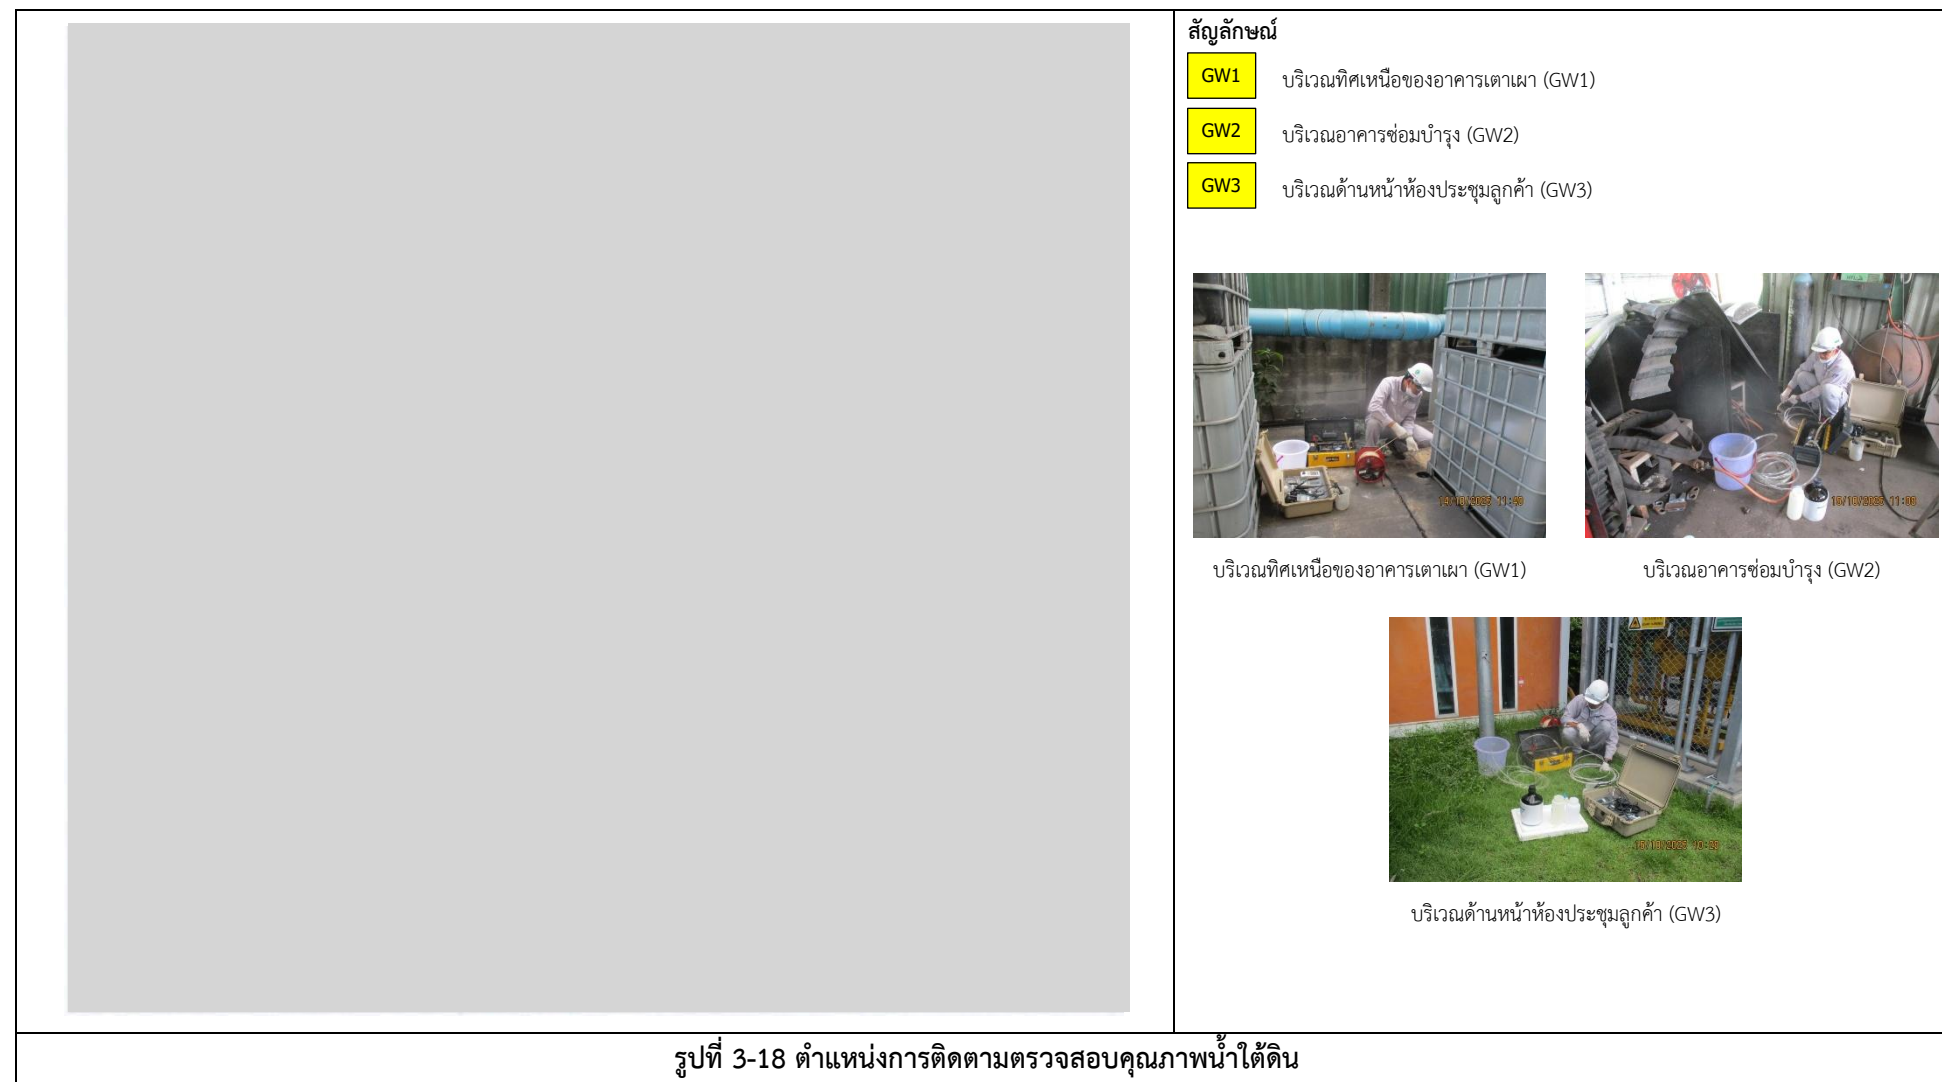 สัญลักษณ์
GW1 บริเวณทิศเหนือของอาคารเตาเผา (GW1)
GW2 บริเวณอาคารซ่อมบำรุง (GW2)
GW3 บริเวณด้านหน้าห้องประชุมลูกค้า (GW3)
14/10/2025 11:40
บริเวณทิศเหนือของอาคารเตาเผา (GW1)
บริเวณอาคารซ่อมบำรุง (GW2)
บริเวณด้านหน้าห้องประชุมลูกค้า (GW3)
รูปที่ 3-18 ตำแหน่งการติดตามตรวจสอบคุณภาพน้ำใต้ดิน